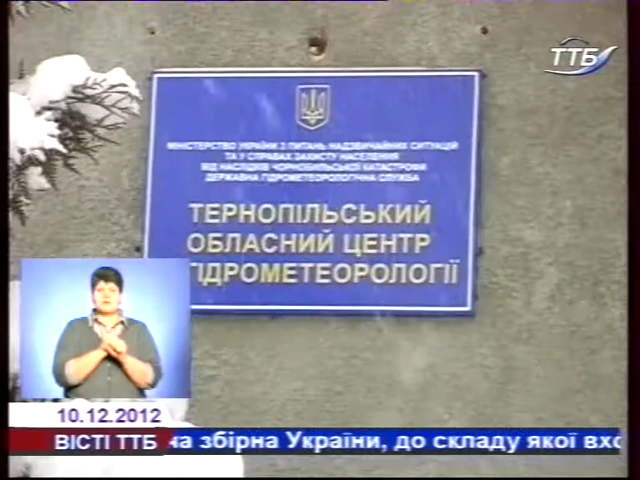 ТТБ
МІНІСТЕРСТВО УКРАЇНИ З ПИТАНЬ НАДЗВИЧАЙНИХ СИТУАЦІЙ
ТА У СПРАВАХ ЗАХИСТУ НАСЕЛЕННЯ
ВІД НАСЛІДКІВ ЧОРНОБИЛЬСЬКОЇ КАТАСТРОФИ
ДЕРЖАВНА ГІДРОМЕТЕОРОЛОГІЧНА СЛУЖБА
ТЕРНОПІЛЬСЬКИЙ
ОБЛАСНИЙ ЦЕНТР
ГІДРОМЕТЕОРОЛОГІЇ
10.12.2012
ВІСТІ ТТБ на збірна України, до складу якої вхо